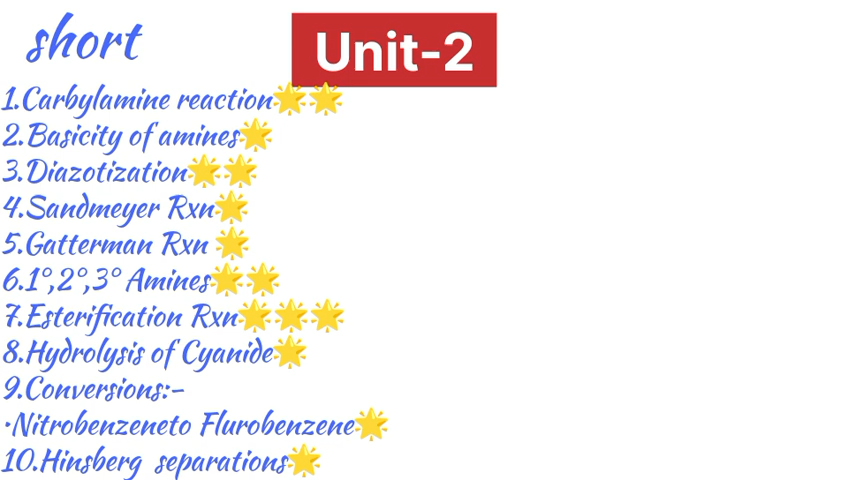 short
Unit-2
1.Carbylamine reaction🌟🌟
2.Basicity of amines🌟
3.Diazotization🌟🌟
4.Sandmeyer Rxn🌟
5.Gatterman Rxn 🌟
6.1°,2°,3° Amines🌟🌟
7.Esterification Rxn🌟🌟🌟
8.Hydrolysis of Cyanide🌟
9.Conversions:-
·Nitrobenzeneto Flurobenzene🌟
10.Hinsberg separations🌟